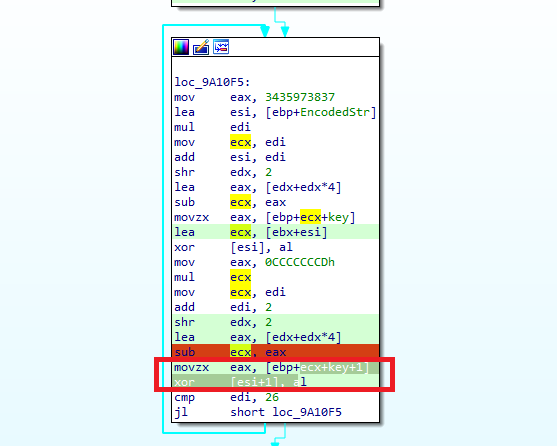 loc_9A10F5:
mov eax, 3435973837
lea esi, [ebp+EncodedStr]
mul edi
mov ecx, edi
add esi, edi
shr edx, 2
lea eax, [edx+edx*4]
sub ecx, eax
movzx eax, [ebp+ecx+key]
lea ecx, [ebx+esi]
xor [esi], al
mov eax, 0CCCCCCCDh
mul ecx
mov ecx, edi
add edi, 2
shr edx, 2
lea eax, [edx+edx*4]
sub ecx, eax
movzx eax, [ebp+ecx+key+1]
xor [esi+1], al
cmp edi, 26
jl short loc_9A10F5